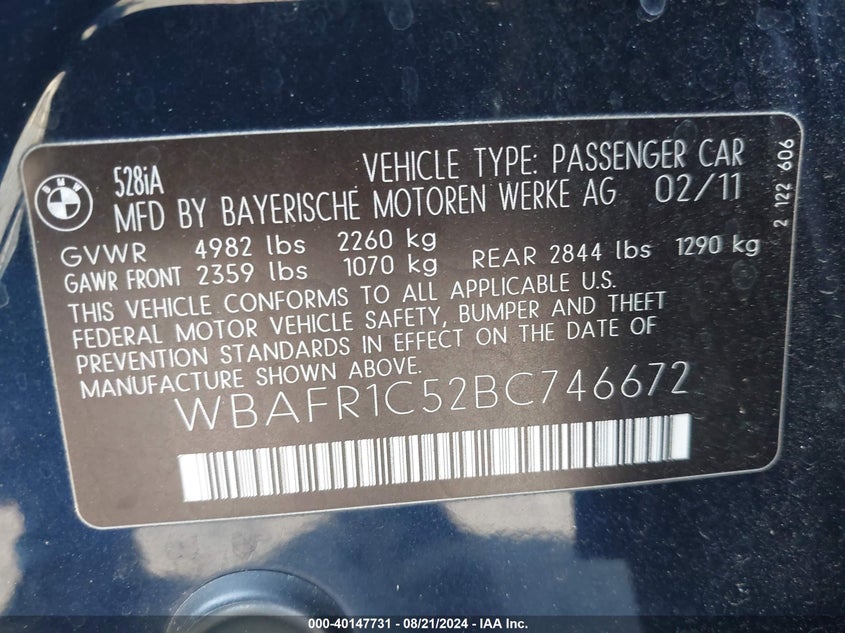 BMW
528iA
VEHICLE TYPE: PASSENGER CAR
MFD BY BAYERISCHE MOTOREN WERKE AG 02/11
GVWR 4982 lbs 2260 kg
GAWR FRONT 2359 lbs 1070 kg REAR 2844 lbs 1290 kg
THIS VEHICLE CONFORMS TO ALL APPLICABLE U.S.
FEDERAL MOTOR VEHICLE SAFETY, BUMPER AND THEFT
PREVENTION STANDARDS IN EFFECT ON THE DATE OF
MANUFACTURE SHOWN ABOVE.
WBAFR1C52BC746672
2 122 606
000-40147731 - 08/21/2024 - IAA Inc.